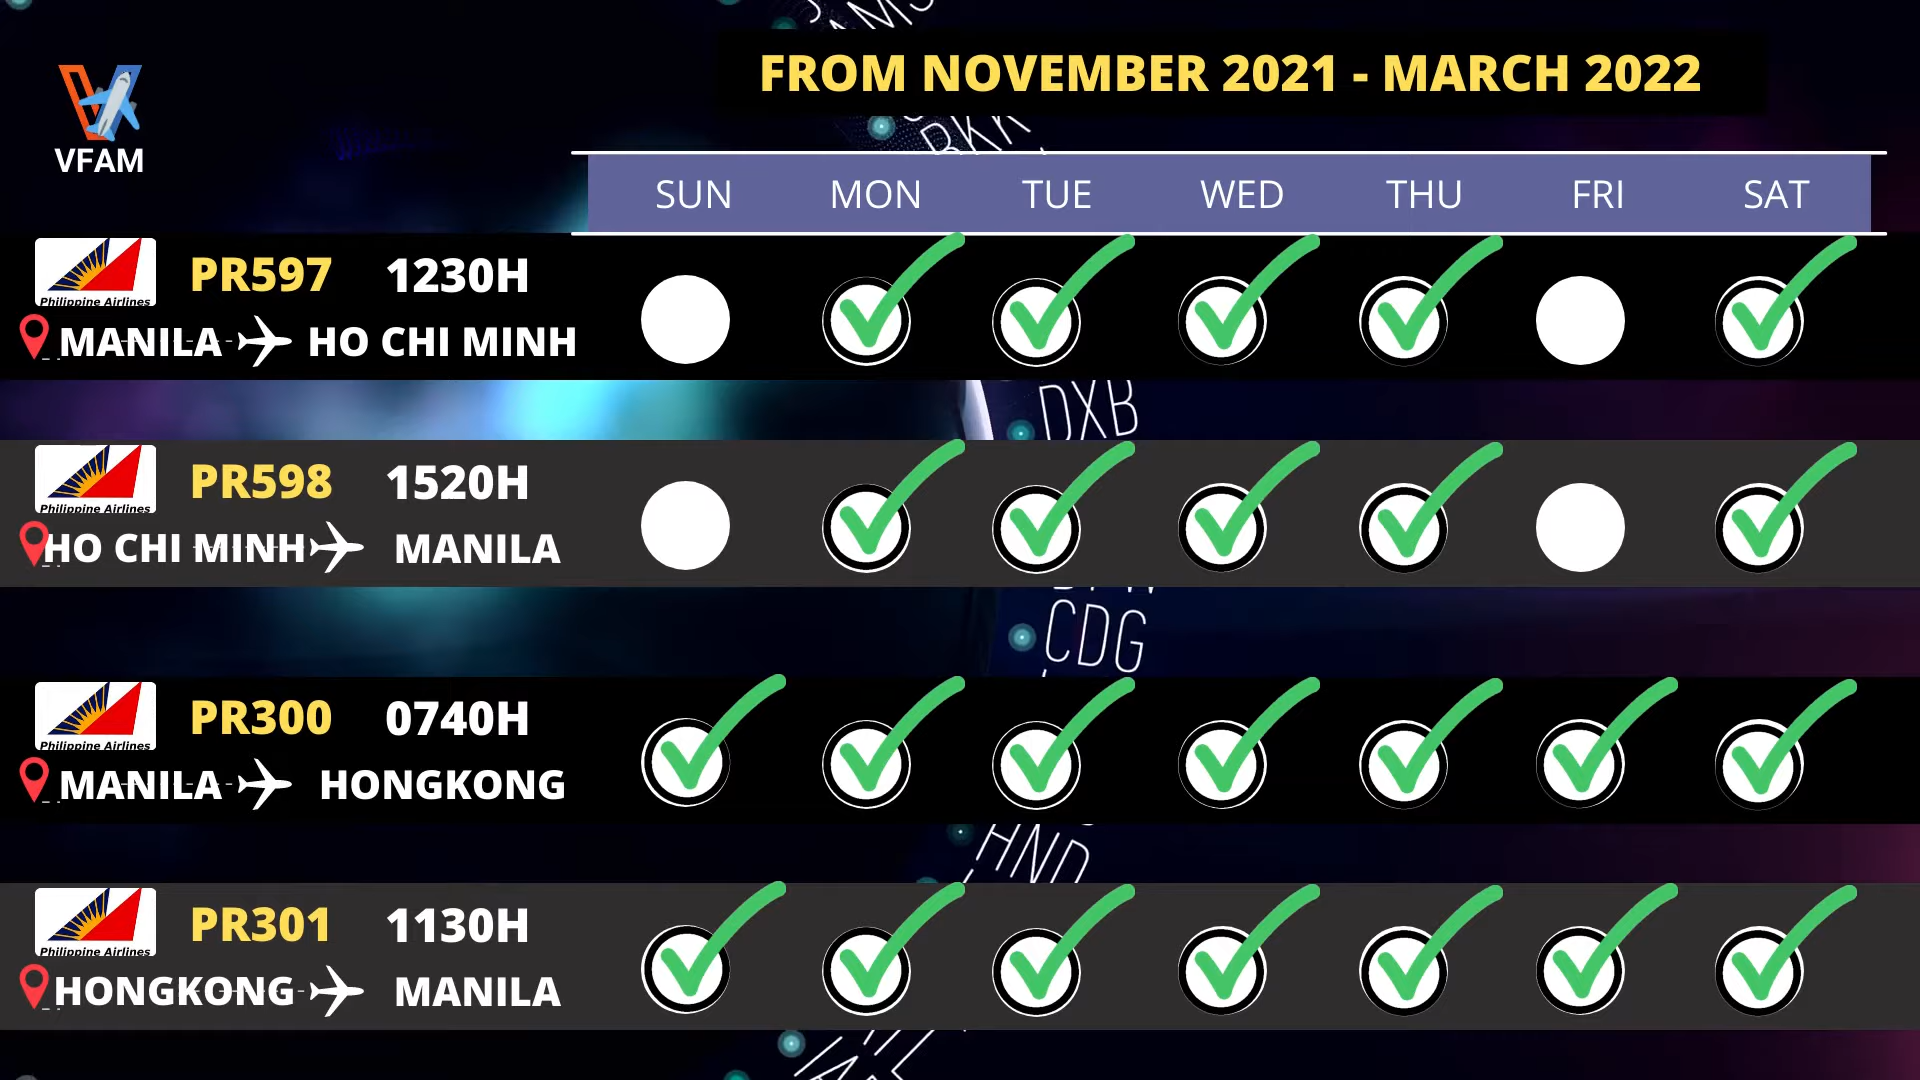 FROM NOVEMBER 2021 - MARCH 2022
VFAM
SUN MON TUE WED THU FRI SAT
Philippine Airlines
PR597 1230H
MANILA HO CHI MINH
DXB
Philippine Airlines
PR598 1520H
HO CHI MINH MANILA
CDG
Philippine Airlines
PR300 0740H
MANILA HONGKONG
HND
Philippine Airlines
PR301 1130H
HONGKONG MANILA